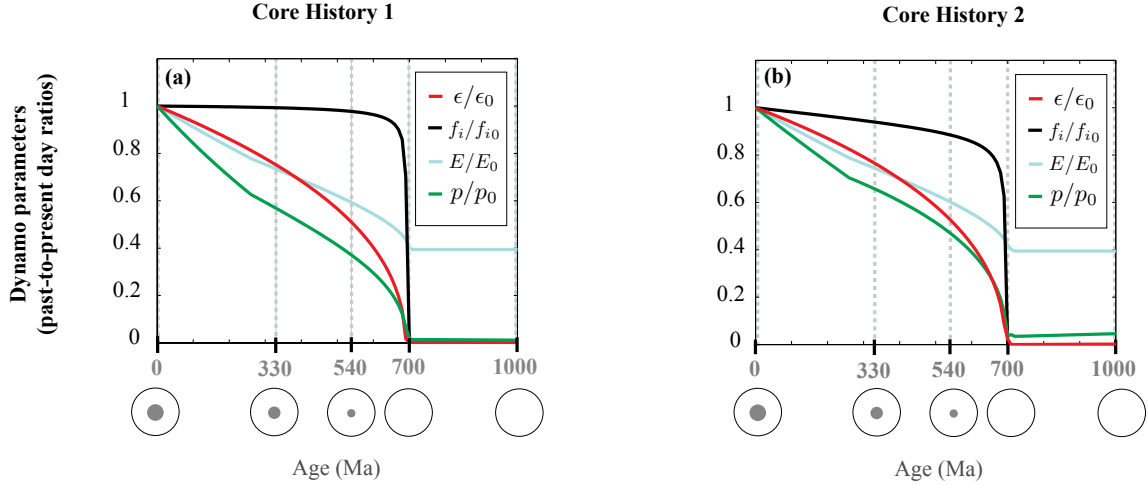 Core History 1
Core History 2
Dynamo parameters
(past-to-present day ratios)
(a)
ϵ/ϵ₀
fᵢ/fᵢ₀
E/E₀
p/p₀
1
0.8
0.6
0.4
0.2
0
0 330 540 700 1000
Age (Ma)
(b)
ϵ/ϵ₀
fᵢ/fᵢ₀
E/E₀
p/p₀
1
0.8
0.6
0.4
0.2
0
0 330 540 700 1000
Age (Ma)